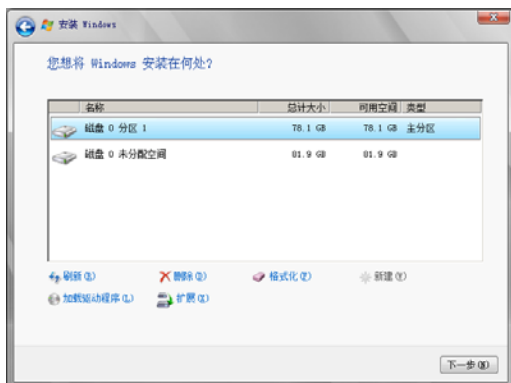 安装 Windows
您想将 Windows 安装在何处?
名称 总计大小 可用空间 类型
磁盘 0 分区 1 78.1 GB 78.1 GB 主分区
磁盘 0 未分配空间 81.9 GB 81.9 GB
刷新(R) 删除(D) 格式化(F) 新建(W)
加载驱动程序(L) 扩展(X)
下一步(N)